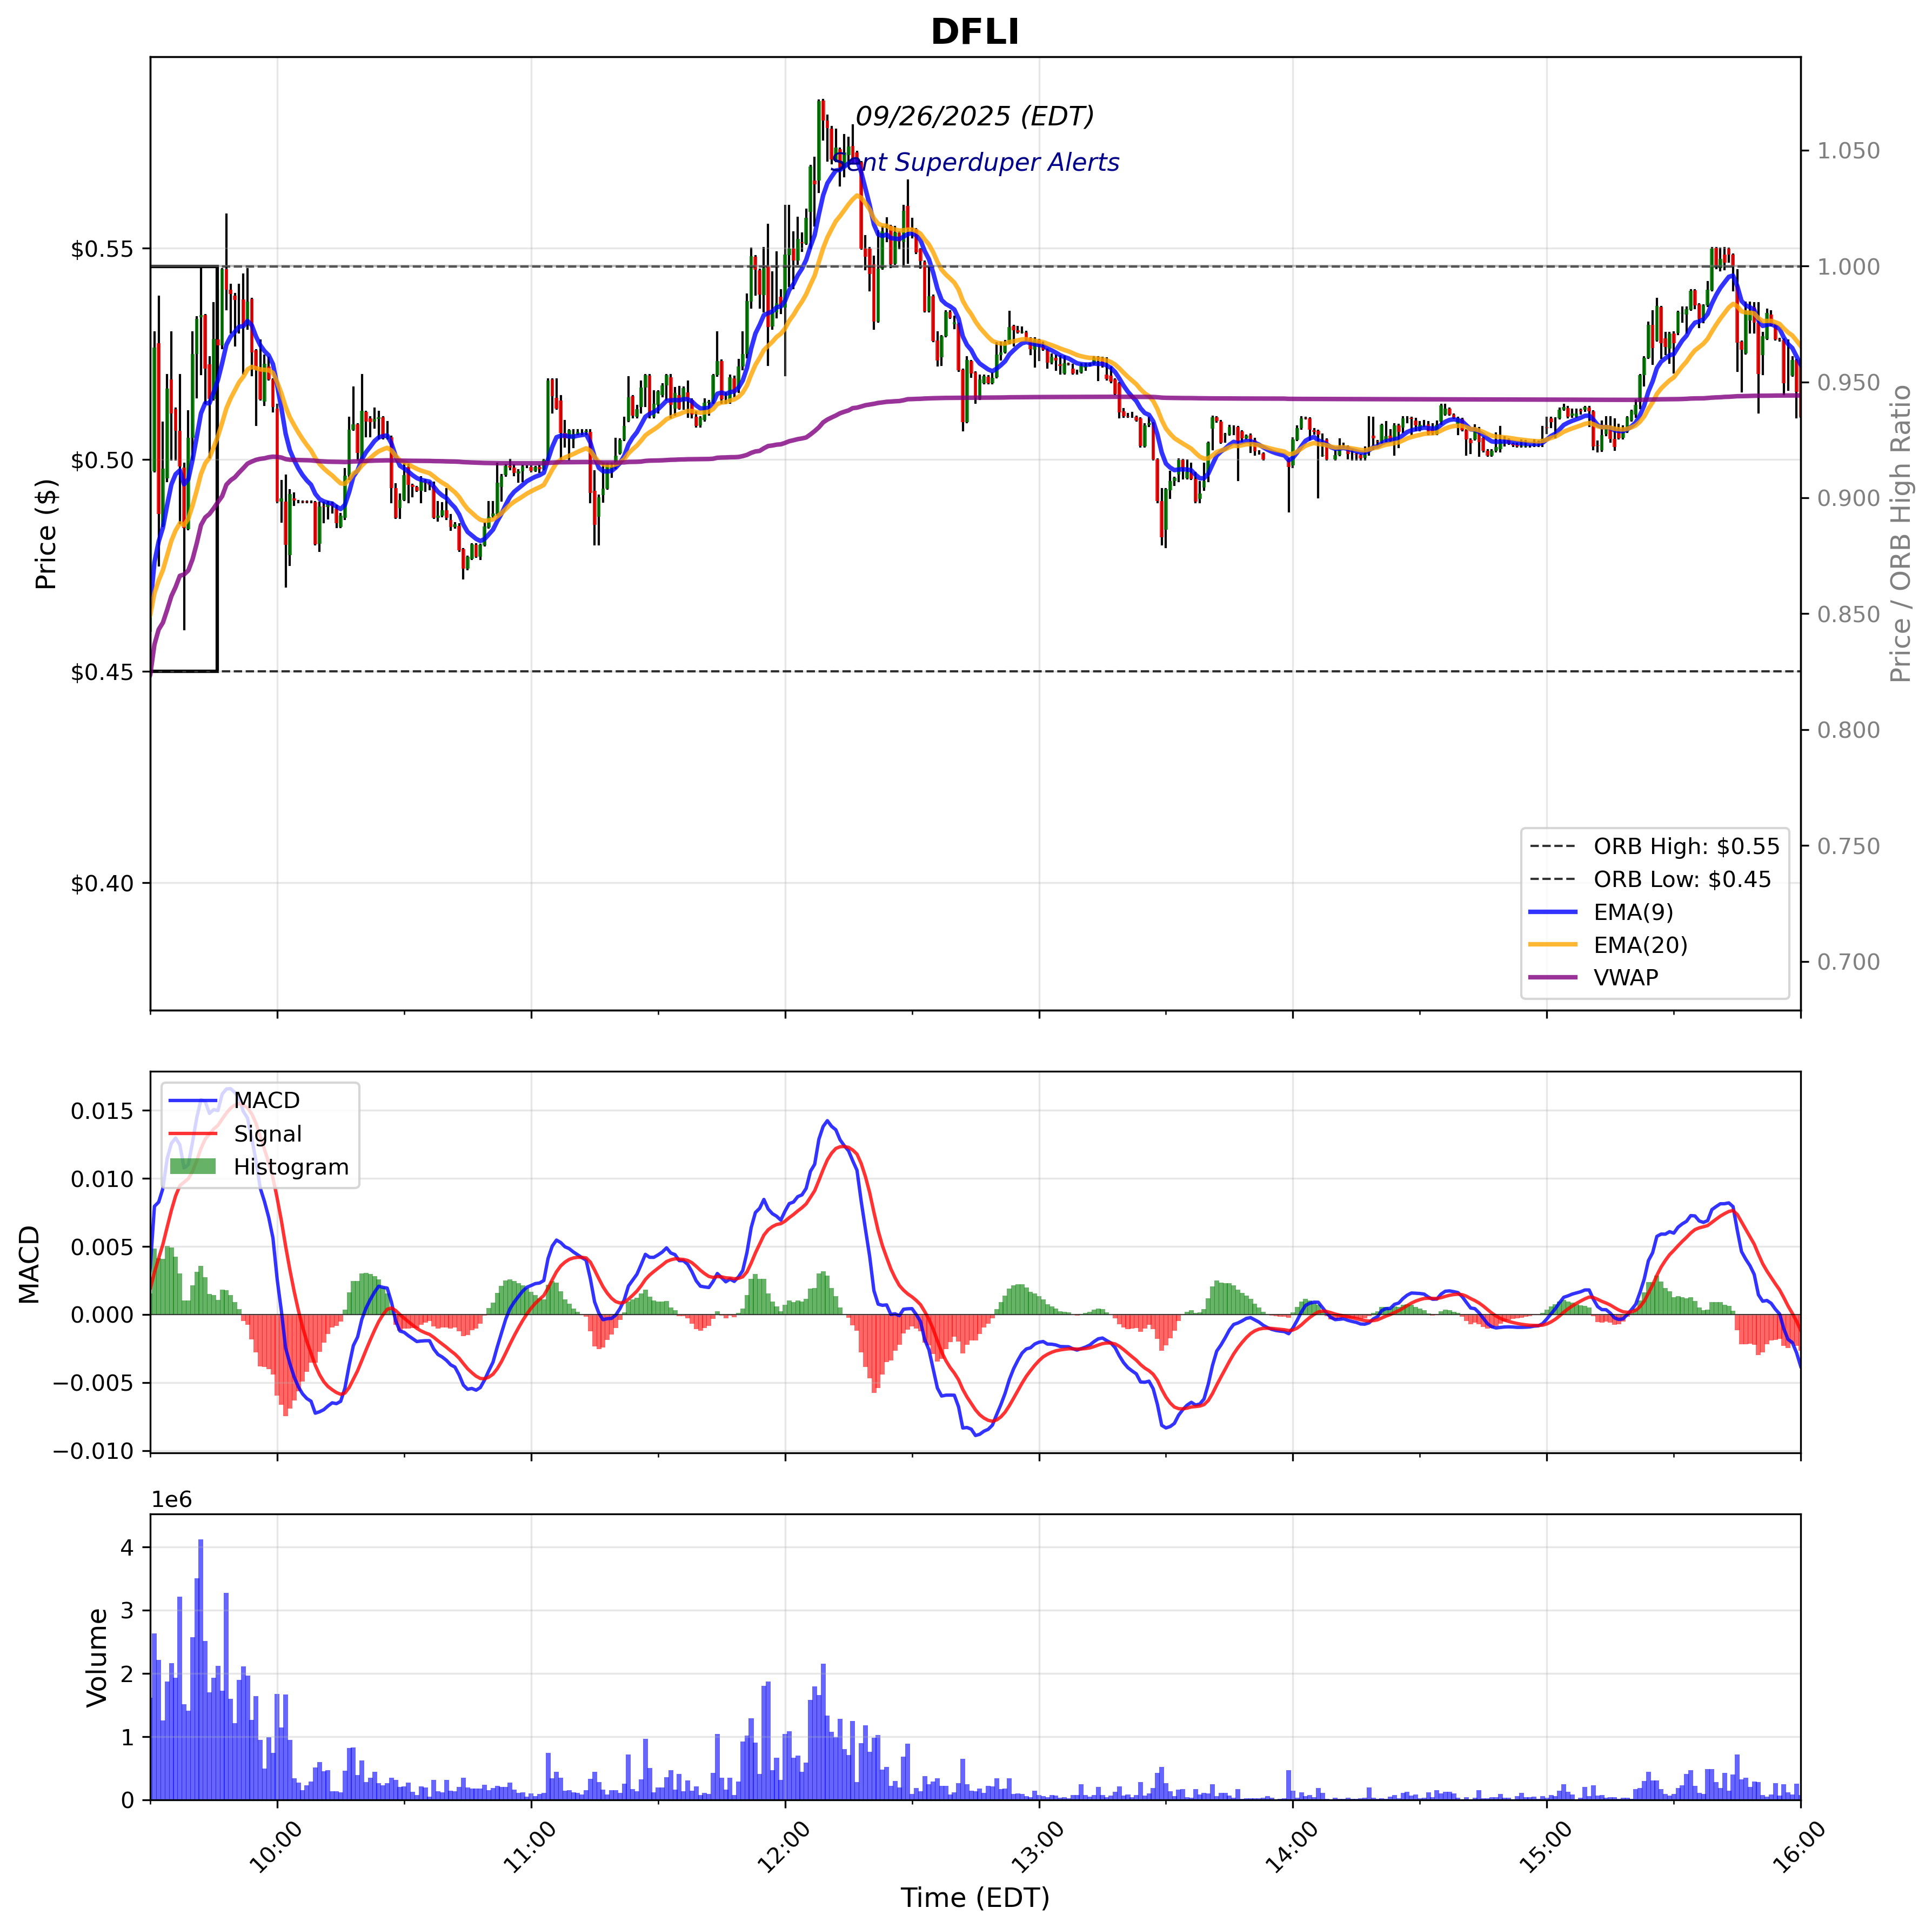 DFLI
09/26/2025 (EDT)
Sent Superduper Alerts
$0.55
$0.50
$0.45
$0.40
Price ($)
1.050
1.000
0.950
0.900
0.850
0.800
0.750
0.700
Price / ORB High Ratio
ORB High: $0.55
ORB Low: $0.45
EMA(9)
EMA(20)
VWAP
0.015
0.010
0.005
0.000
−0.005
−0.010
MACD
MACD
Signal
Histogram
1e6
4
3
2
1
0
Volume
10:00
11:00
12:00
13:00
14:00
15:00
16:00
Time (EDT)